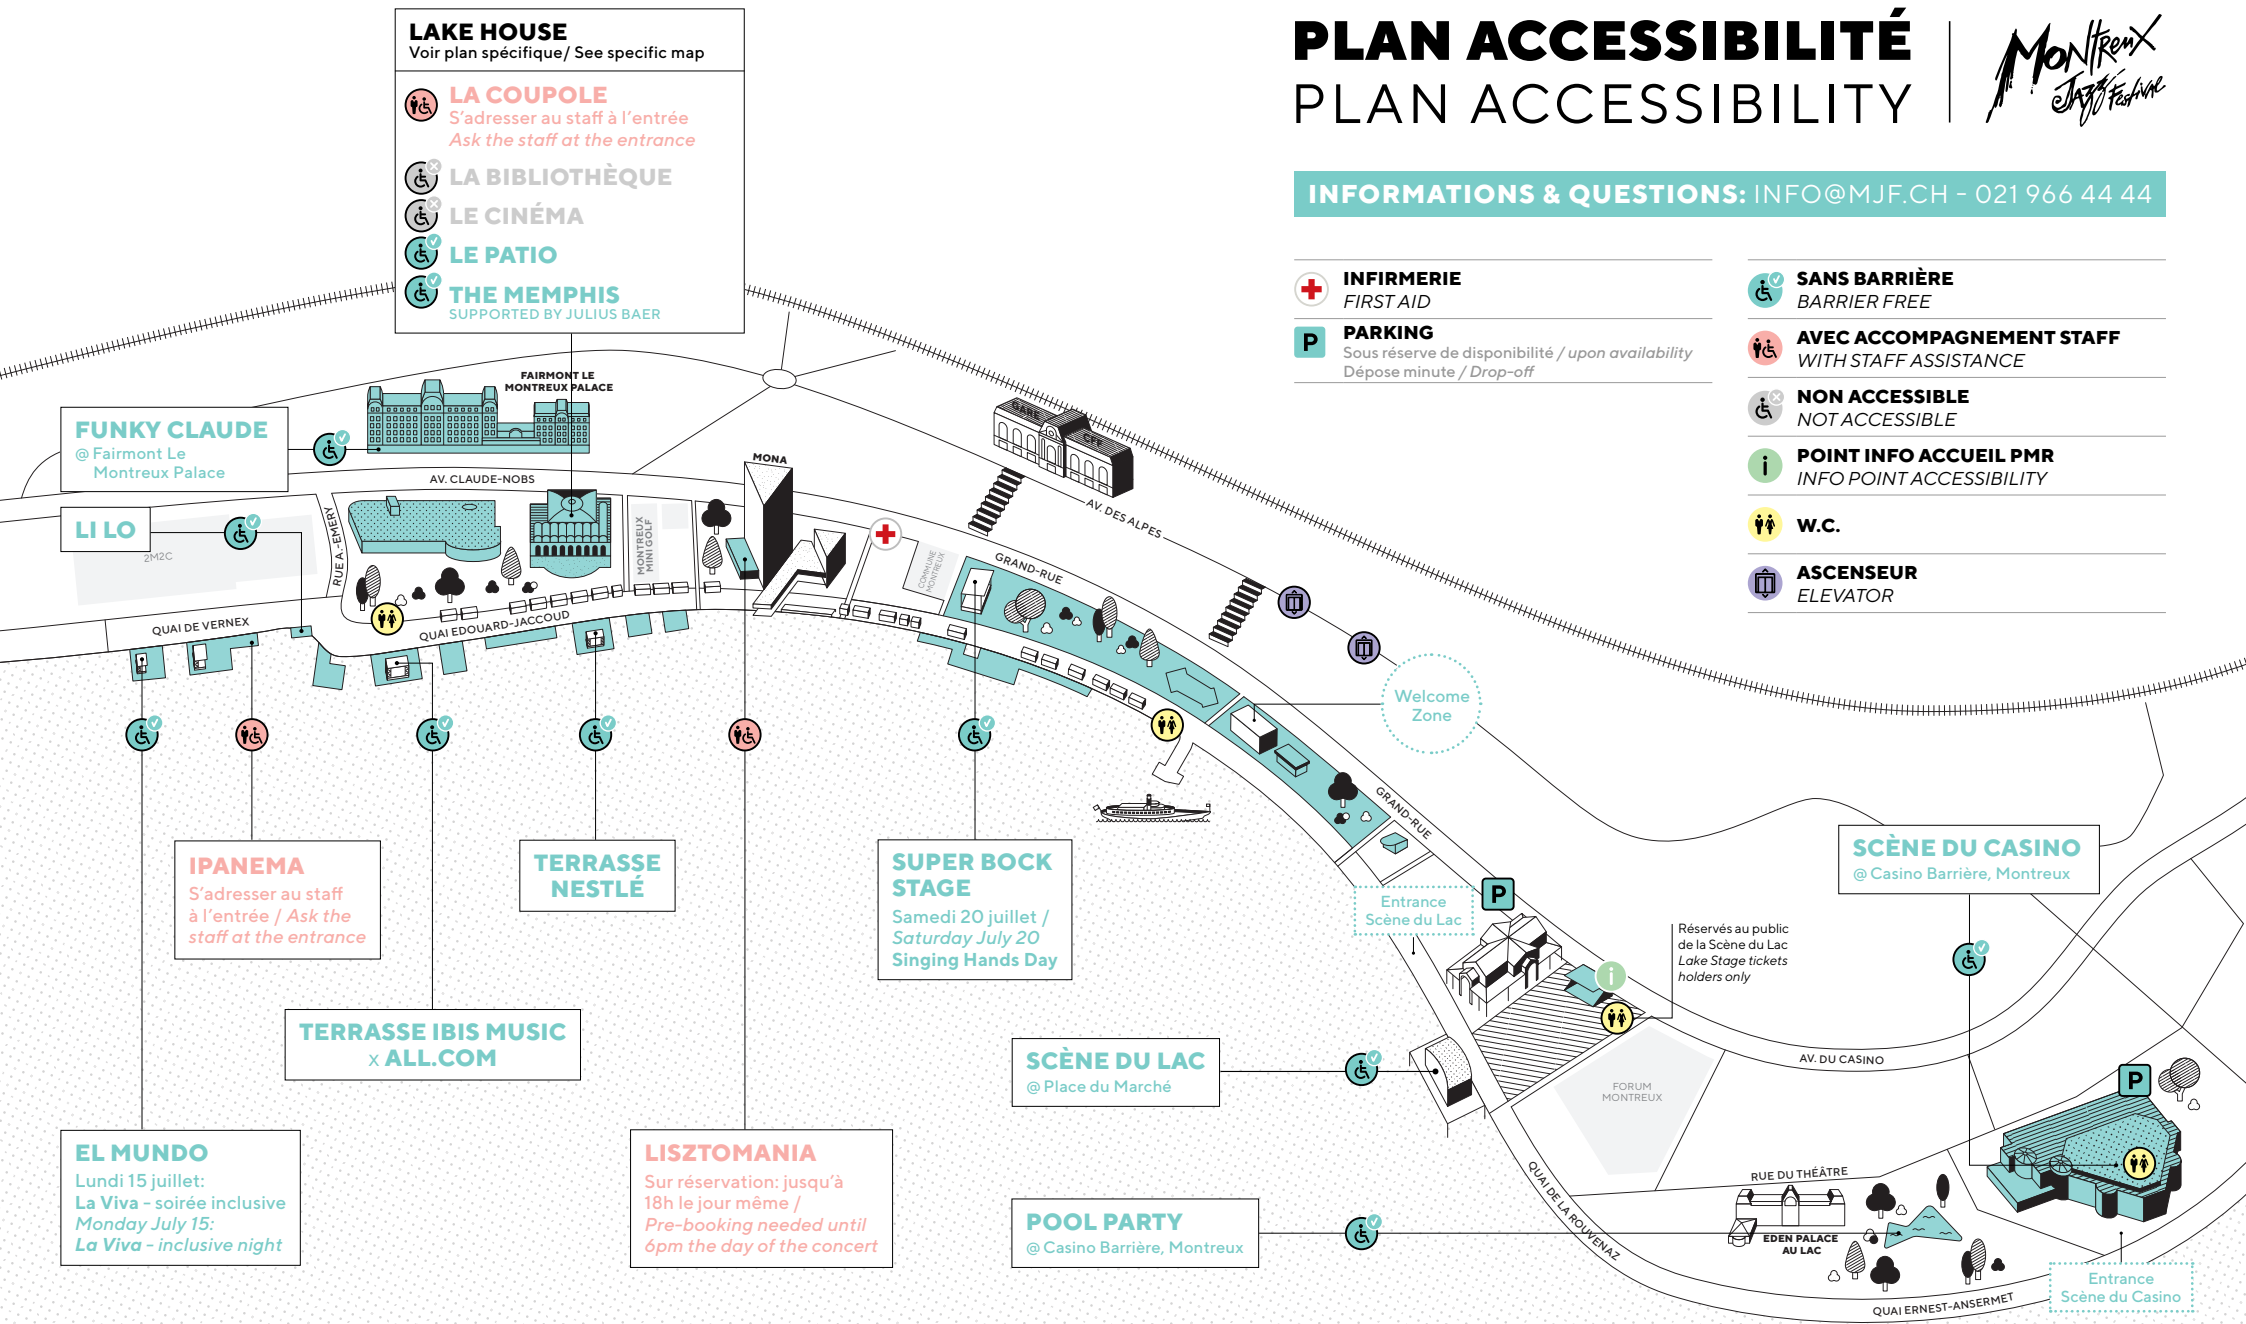 LAKE HOUSE
Voir plan spécifique/ See specific map
LA COUPOLE
S'adresser au staff à l'entrée
Ask the staff at the entrance
LA BIBLIOTHÈQUE
LE CINÉMA
LE PATIO
THE MEMPHIS
SUPPORTED BY JULIUS BAER
PLAN ACCESSIBILITÉ
PLAN ACCESSIBILITY
MONTREUX
JAZZ Festival
INFORMATIONS & QUESTIONS: INFO@MJF.CH - 021 966 44 44
INFIRMERIE
FIRST AID
P
PARKING
Sous réserve de disponibilité / upon availability
Dépose minute / Drop-off
SANS BARRIÈRE
BARRIER FREE
AVEC ACCOMPAGNEMENT STAFF
WITH STAFF ASSISTANCE
NON ACCESSIBLE
NOT ACCESSIBLE
i
POINT INFO ACCUEIL PMR
INFO POINT ACCESSIBILITY
W.C.
ASCENSEUR
ELEVATOR
FAIRMONT LE
MONTREUX PALACE
FUNKY CLAUDE
@ Fairmont Le
Montreux Palace
LI LO
2M2C
RUE A.-EMERY
AV. CLAUDE-NOBS
MONTREUX
MINI GOLF
MONA
GARE
CFF
AV. DES ALPES
COMMUNE
MONTREUX
GRAND-RUE
QUAI DE VERNEX
QUAI EDOUARD-JACCOUD
Welcome
Zone
GRAND-RUE
IPANEMA
S'adresser au staff
à l'entrée / Ask the
staff at the entrance
TERRASSE
NESTLÉ
SUPER BOCK
STAGE
Samedi 20 juillet /
Saturday July 20
Singing Hands Day
SCÈNE DU CASINO
@ Casino Barrière, Montreux
Entrance
Scène du Lac
P
Réservés au public
de la Scène du Lac
Lake Stage tickets
holders only
i
TERRASSE IBIS MUSIC
x ALL.COM
SCÈNE DU LAC
@ Place du Marché
FORUM
MONTREUX
AV. DU CASINO
P
EL MUNDO
Lundi 15 juillet:
La Viva - soirée inclusive
Monday July 15:
La Viva - inclusive night
LISZTOMANIA
Sur réservation: jusqu'à
18h le jour même /
Pre-booking needed until
6pm the day of the concert
POOL PARTY
@ Casino Barrière, Montreux
QUAI DE LA ROUVENAZ
RUE DU THÉÂTRE
EDEN PALACE
AU LAC
QUAI ERNEST-ANSERMET
Entrance
Scène du Casino